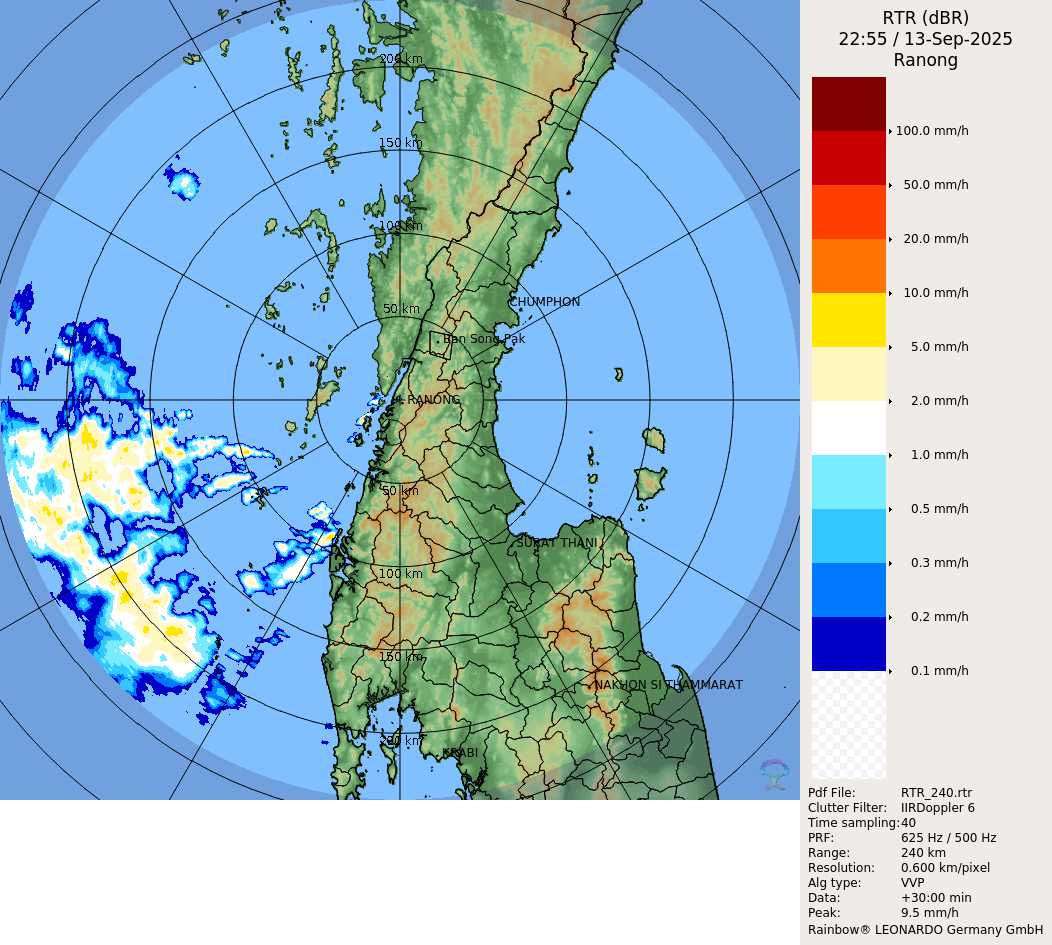 RTR (dBR)
22:55 / 13-Sep-2025
Ranong
100.0 mm/h
50.0 mm/h
20.0 mm/h
10.0 mm/h
5.0 mm/h
2.0 mm/h
1.0 mm/h
0.5 mm/h
0.3 mm/h
0.2 mm/h
0.1 mm/h
Pdf File: RTR_240.rtr
Clutter Filter: IIRDoppler 6
Time sampling: 40
PRF: 625 Hz / 500 Hz
Range: 240 km
Resolution: 0.600 km/pixel
Alg type: VVP
Data: +30:00 min
Peak: 9.5 mm/h
Rainbow® LEONARDO Germany GmbH
200 km
150 km
100 km
CHUMPHON
50 km
Ban Song Pak
RANONG
50 km
SURAT THANI
100 km
150 km
NAKHON SI THAMMARAT
200 km
KRABI